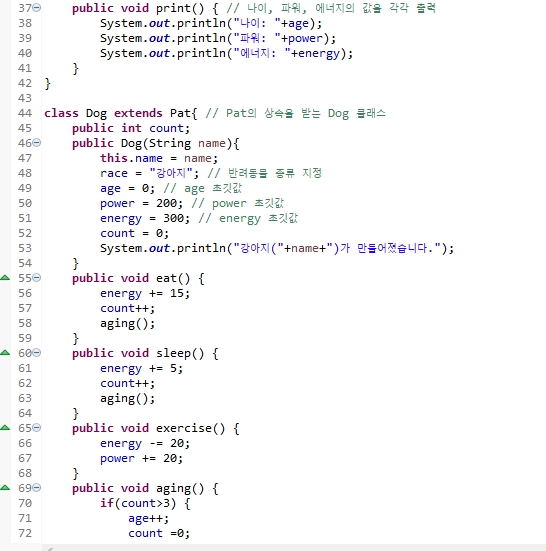 37 public void print() { // 나이, 파워, 에너지의 값을 각각 출력
38 System.out.println("나이: "+age);
39 System.out.println("파워: "+power);
40 System.out.println("에너지: "+energy);
41 }
42 }
43
44 class Dog extends Pat{ // Pat의 상속을 받는 Dog 클래스
45 public int count;
46 public Dog(String name){
47 this.name = name;
48 race = "강아지"; // 반려동물 종류 지정
49 age = 0; // age 초깃값
50 power = 200; // power 초깃값
51 energy = 300; // energy 초깃값
52 count = 0;
53 System.out.println("강아지("+name+")가 만들어졌습니다.");
54 }
55 public void eat() {
56 energy += 15;
57 count++;
58 aging();
59 }
60 public void sleep() {
61 energy += 5;
62 count++;
63 aging();
64 }
65 public void exercise() {
66 energy -= 20;
67 power += 20;
68 }
69 public void aging() {
70 if(count>3) {
71 age++;
72 count =0;